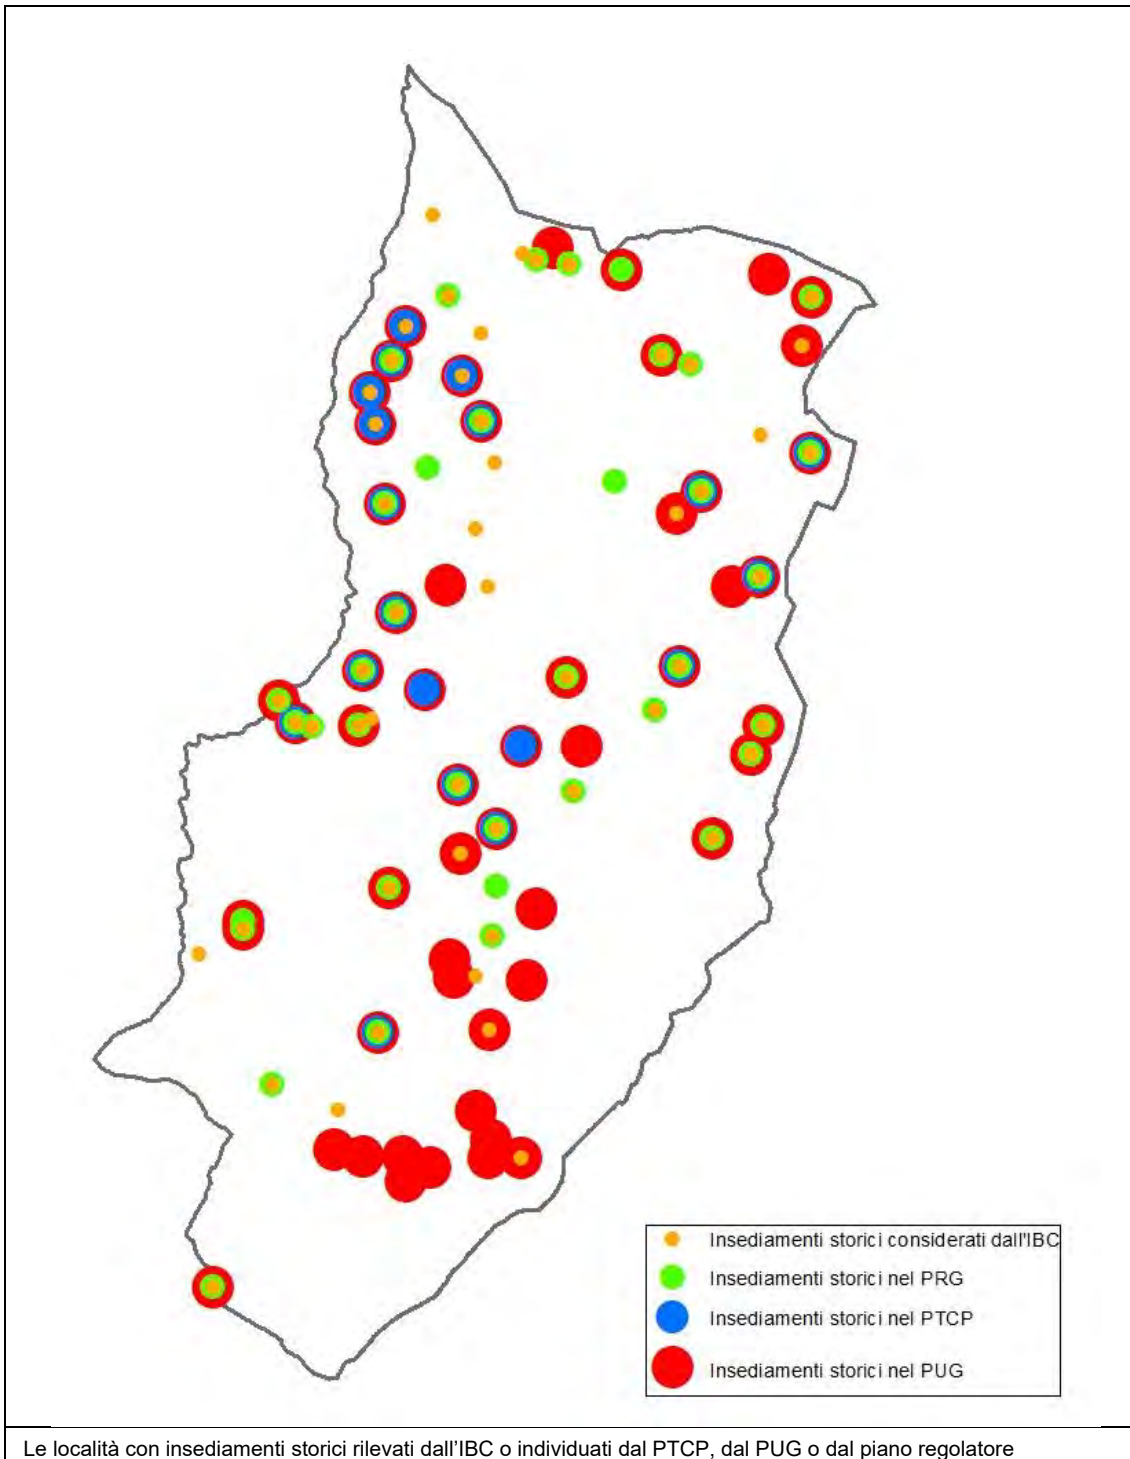 Insediamenti storici considerati dall'IBC
Insediamenti storici nel PRG
Insediamenti storici nel PTCP
Insediamenti storici nel PUG
Le località con insediamenti storici rilevati dall'IBC o individuati dal PTCP, dal PUG o dal piano regolatore